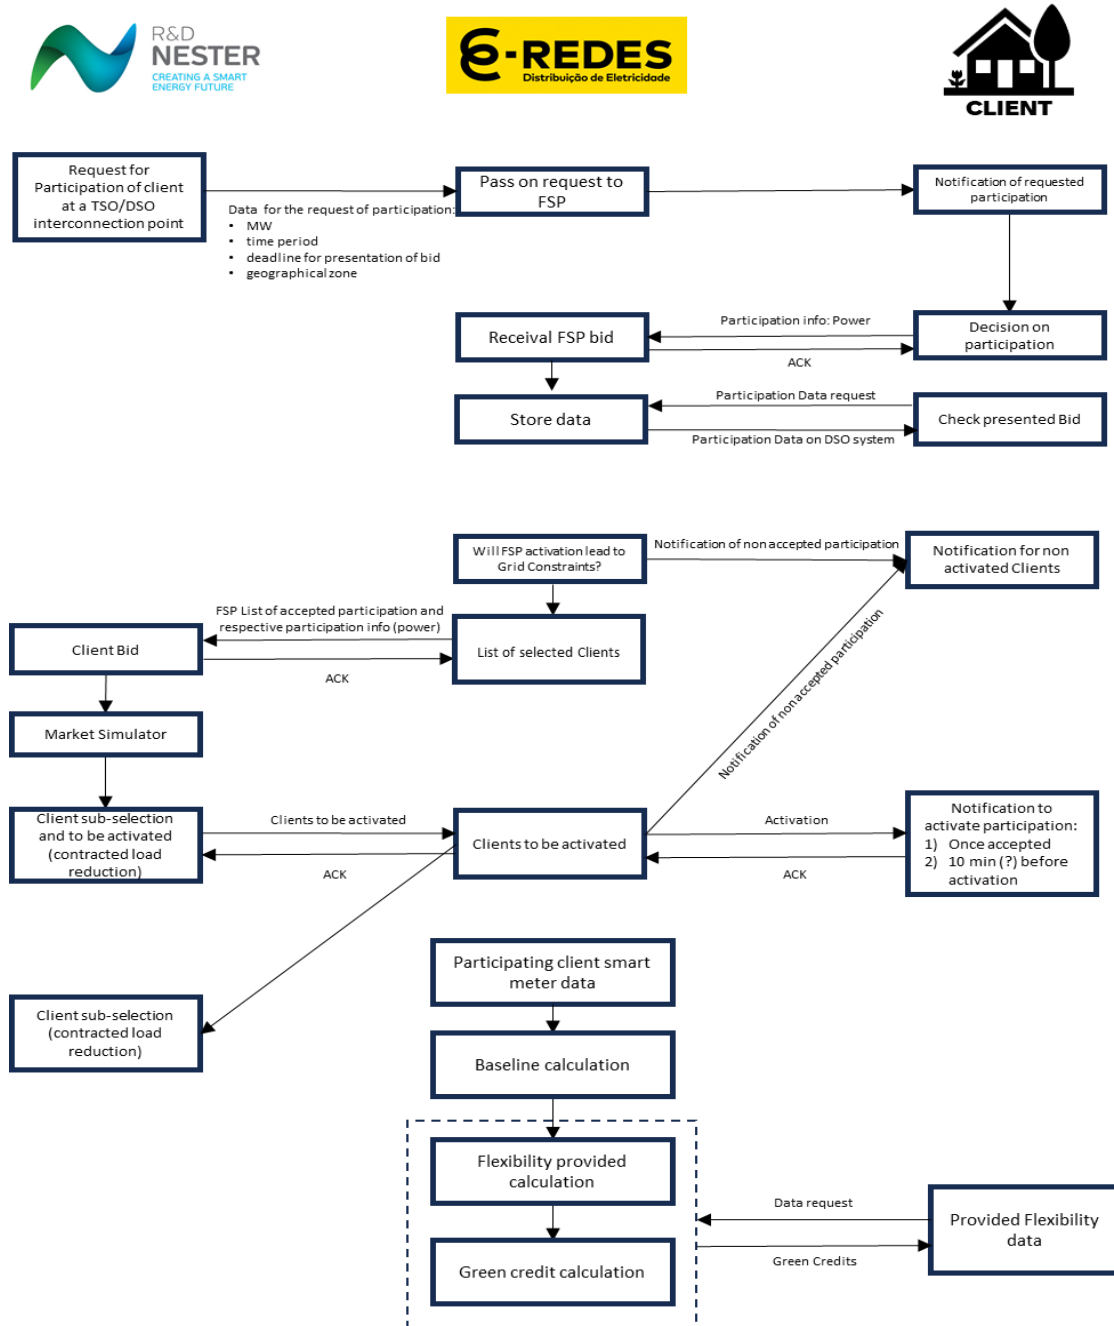 R&D
NESTER
CREATING A SMART
ENERGY FUTURE
E-REDES
Distribuição de Eletricidade
CLIENT
Request for
Participation of client
at a TSO/DSO
interconnection point
Data for the request of participation:
• MW
• time period
• deadline for presentation of bid
• geographical zone
Pass on request to
FSP
Notification of requested
participation
Receival FSP bid
Participation info: Power
ACK
Decision on
participation
Store data
Participation Data request
Participation Data on DSO system
Check presented Bid
Will FSP activation lead to
Grid Constraints?
Notification of non accepted participation
Notification for non
activated Clients
FSP List of accepted participation and
respective participation info (power)
Client Bid
ACK
List of selected Clients
Notification of non accepted participation
Market Simulator
Client sub-selection
and to be activated
(contracted load
reduction)
Clients to be activated
ACK
Clients to be activated
Activation
ACK
Notification to
activate participation:
1) Once accepted
2) 10 min (?) before
activation
Participating client smart
meter data
Client sub-selection
(contracted load
reduction)
Baseline calculation
Flexibility provided
calculation
Data request
Green Credits
Provided Flexibility
data
Green credit calculation